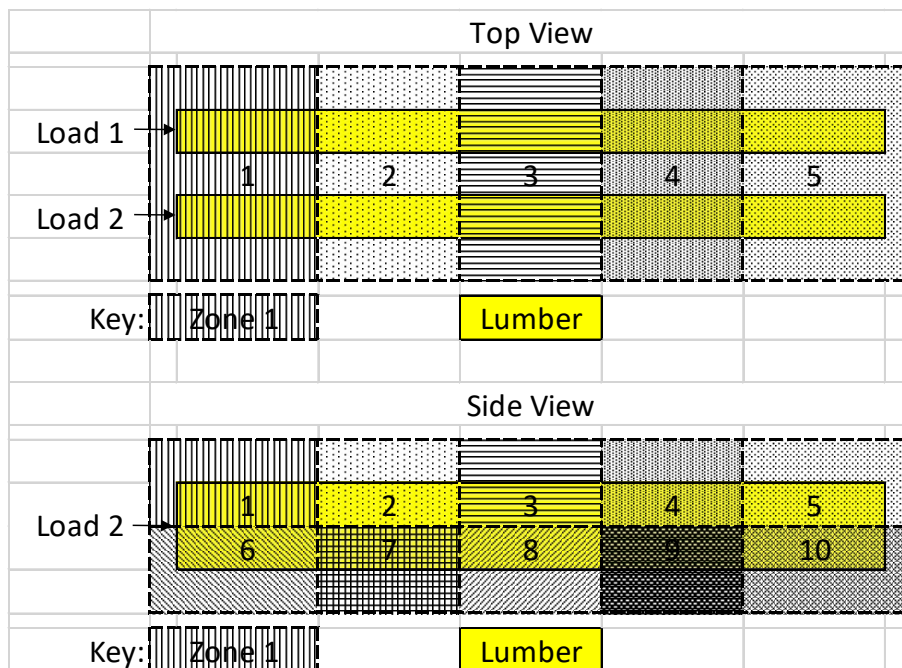 Top View
Load 1
1 2 3 4 5
Load 2
Key: Zone 1 Lumber
Side View
1 2 3 4 5
Load 2
6 7 8 9 10
Key: Zone 1 Lumber